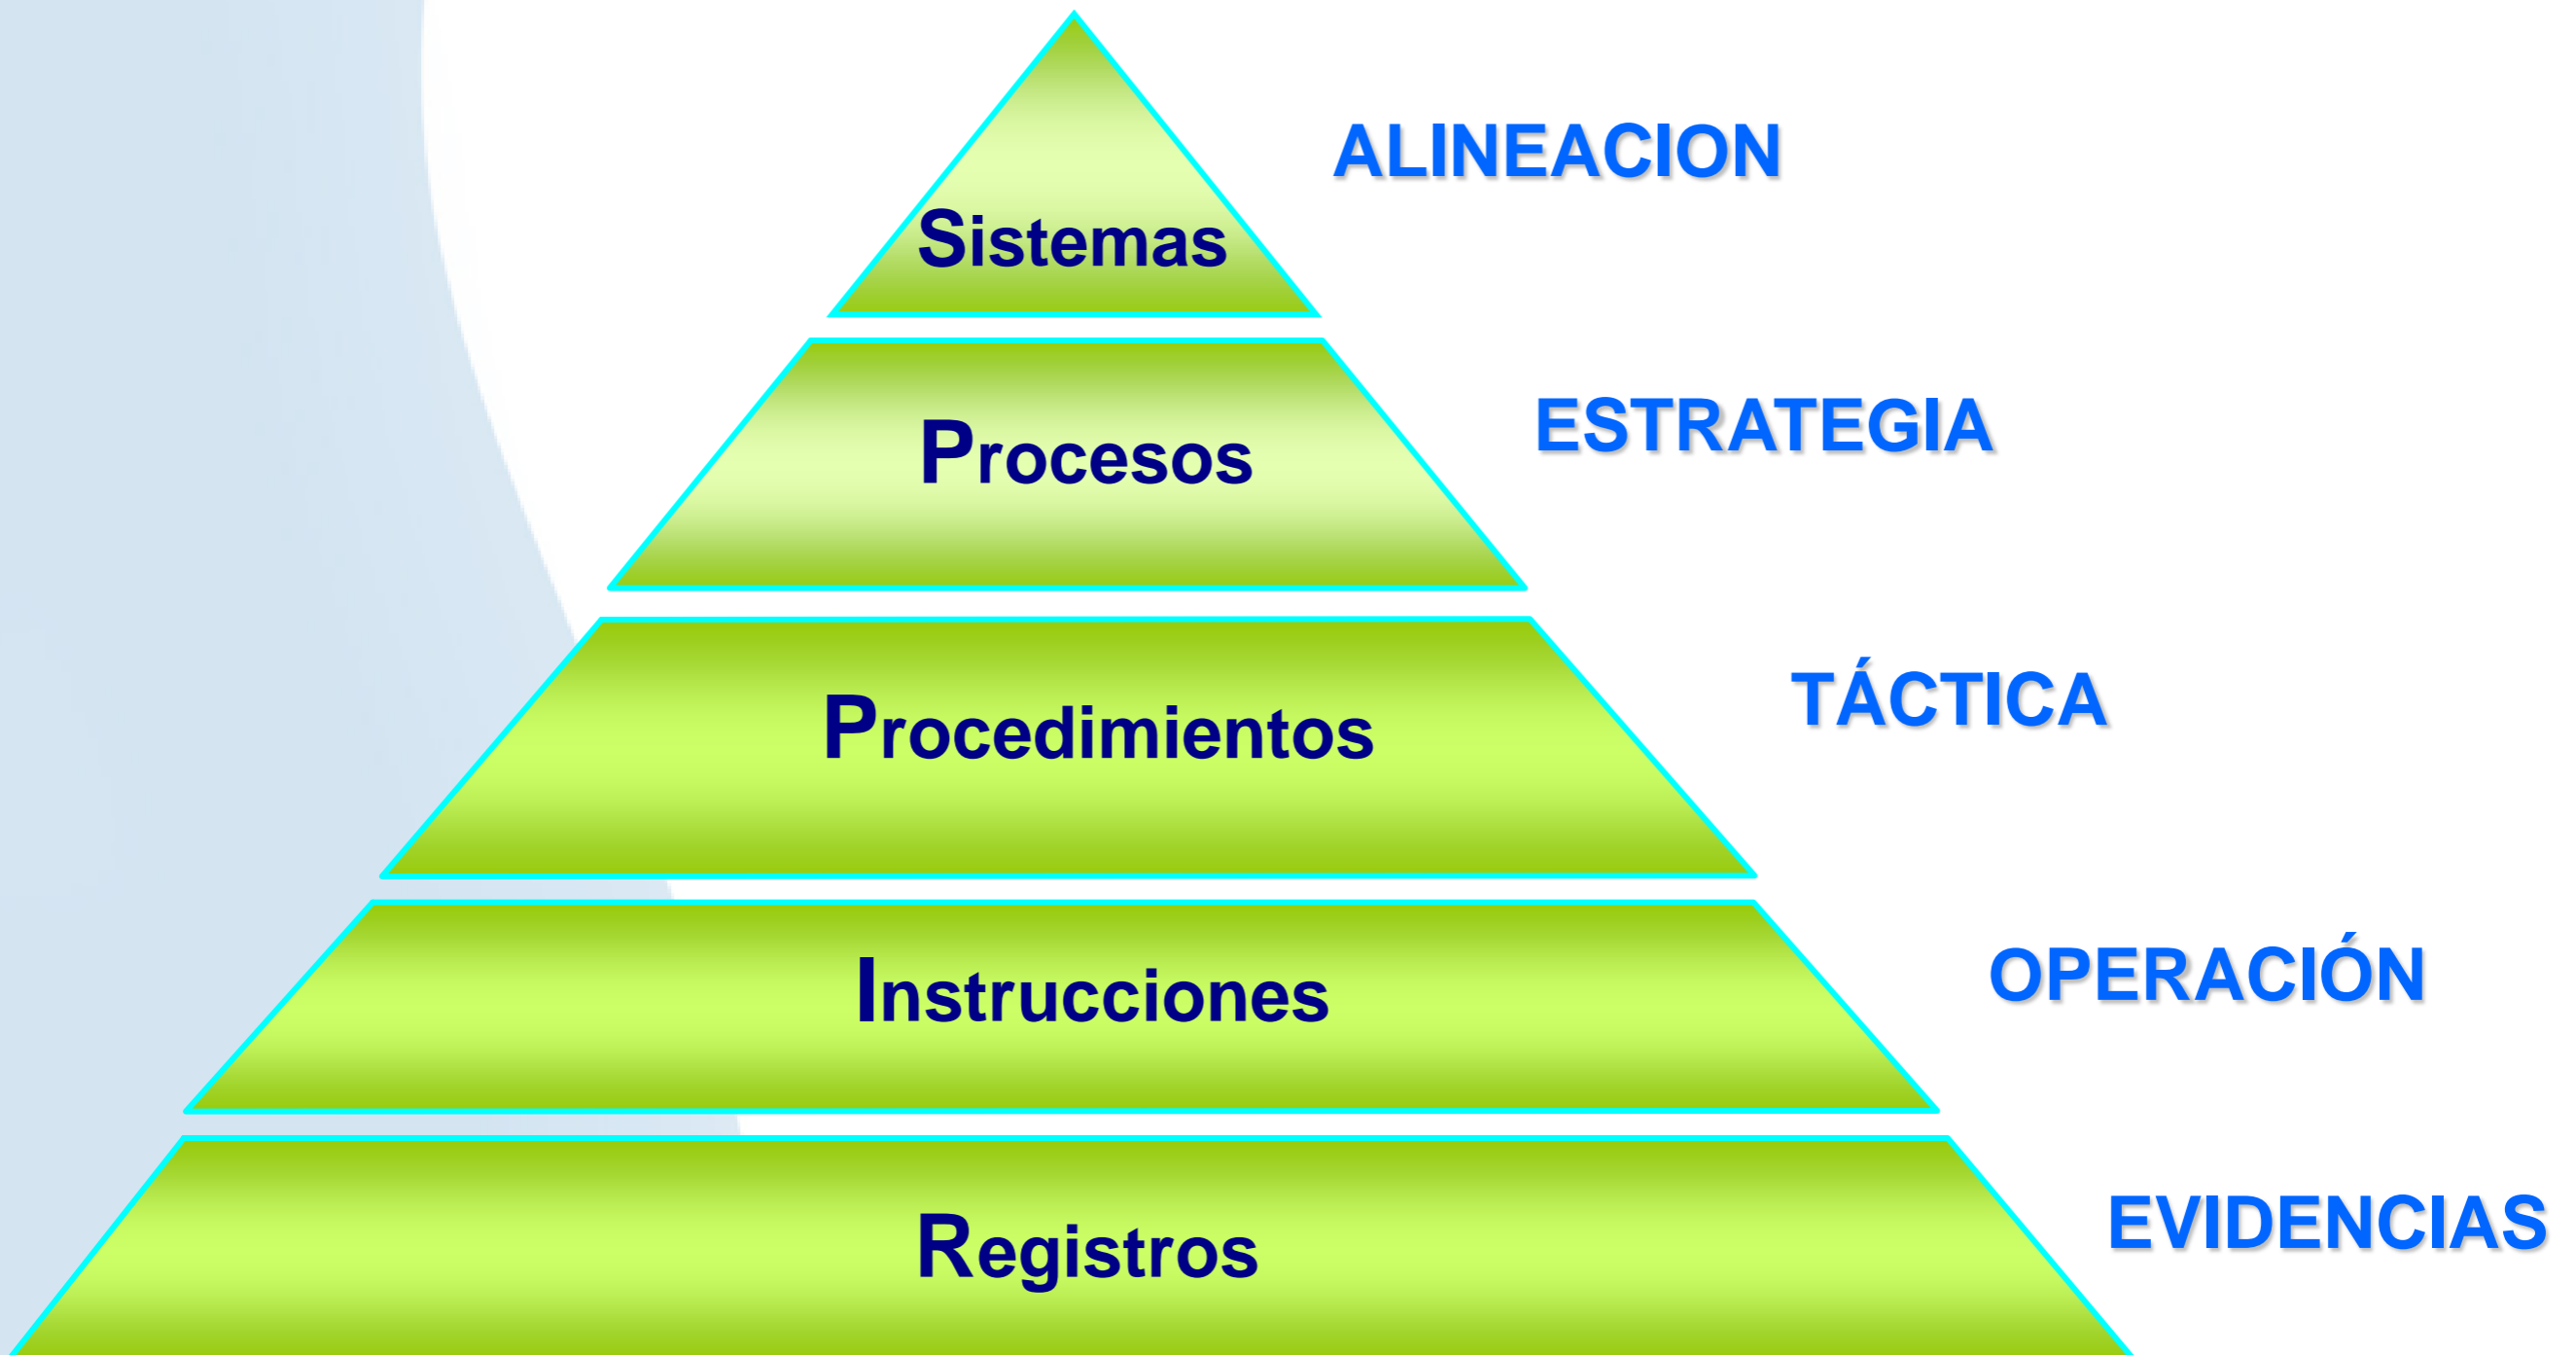 ALINEACION
Sistemas
ESTRATEGIA
Procesos
TÁCTICA
Procedimientos
OPERACIÓN
Instrucciones
EVIDENCIAS
Registros